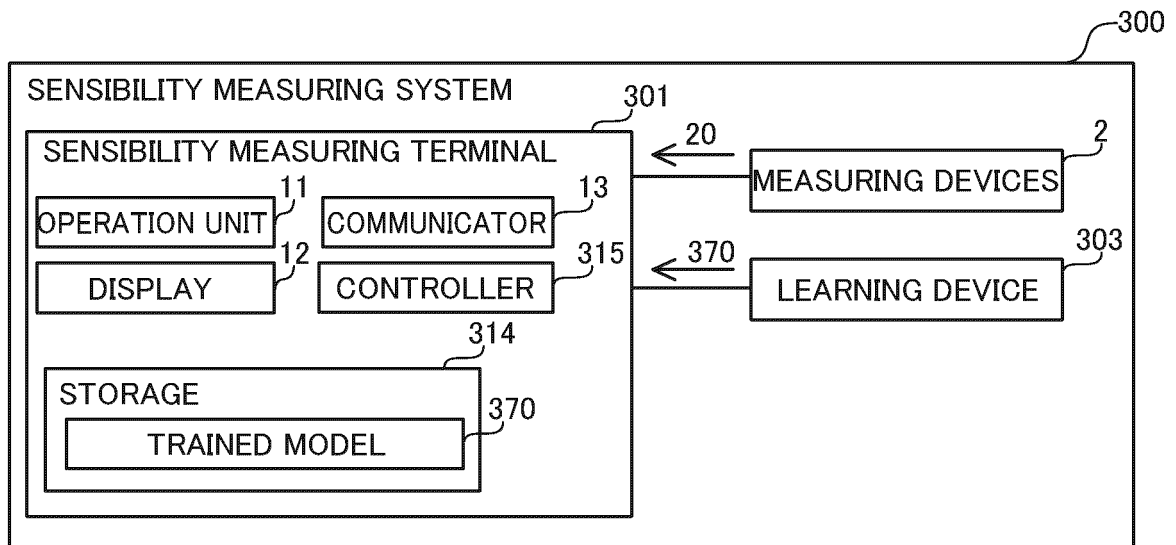 300
SENSIBILITY MEASURING SYSTEM
301
SENSIBILITY MEASURING TERMINAL
20
2
MEASURING DEVICES
11
OPERATION UNIT
13
COMMUNICATOR
12
DISPLAY
315
CONTROLLER
370
303
LEARNING DEVICE
314
STORAGE
370
TRAINED MODEL